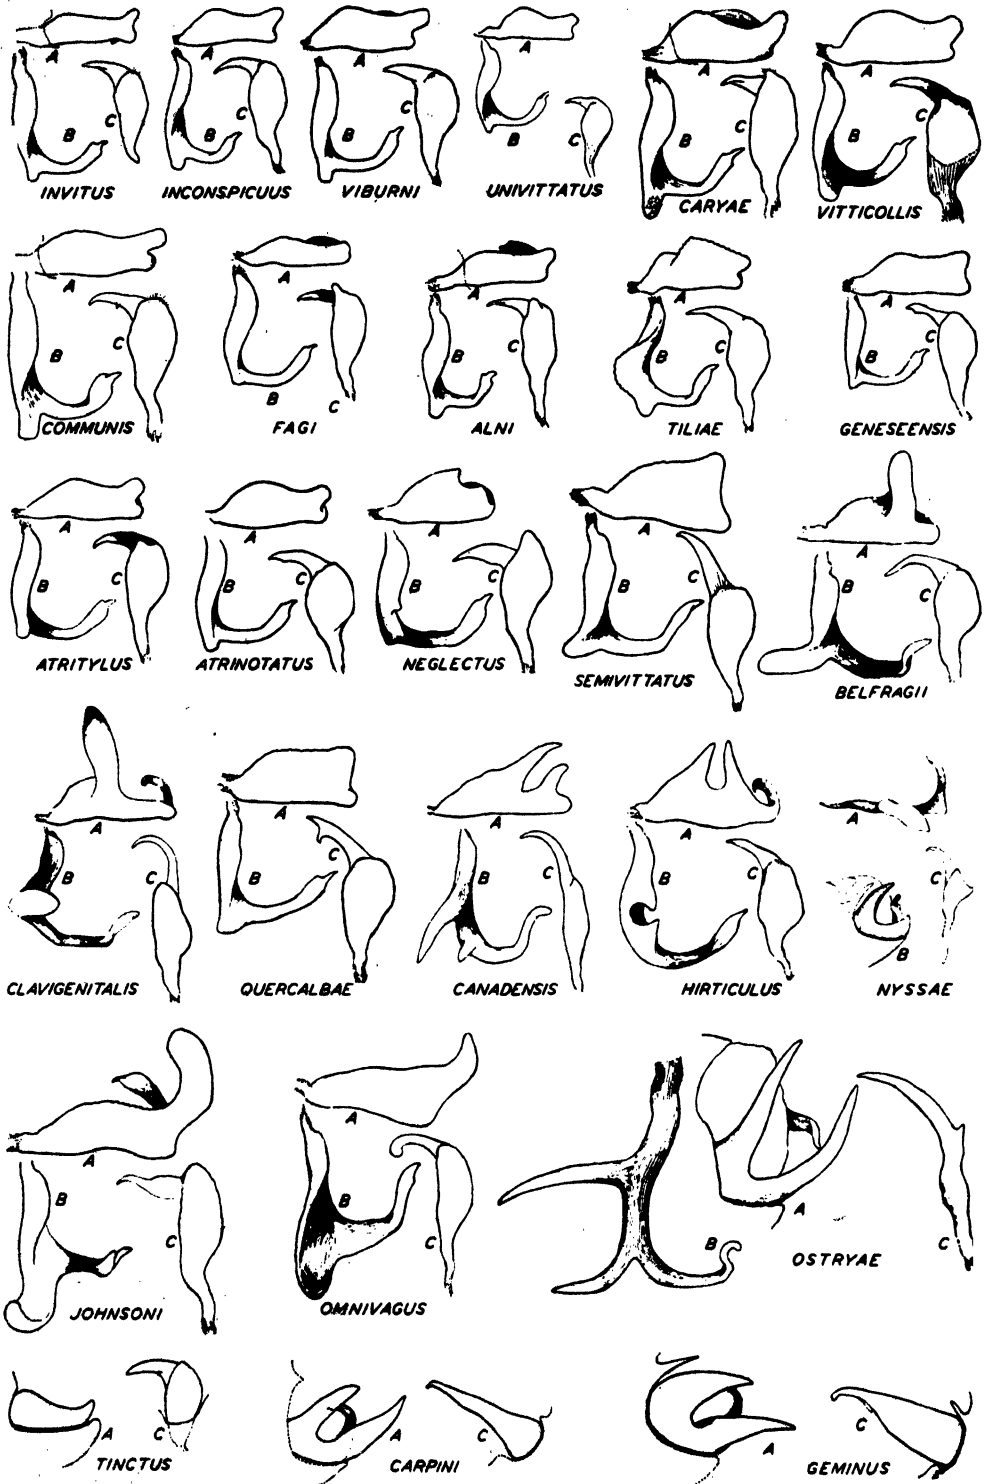 A A A A A A
B C B C B C B C B C B C
INVITUS INCONSPICUUS VIBURNI UNIVITTATUS CARYAE VITTICOLLIS
A A A A A
B C B C B C B C B C
COMMUNIS FAGI ALNI TILIAE GENESEENSIS
A A A A A
B C B C B C B C B C
ATRITYLUS ATRINOTATUS NEGLECTUS SEMIVITTATUS BELFRAGII
A A A A A
B C B C B C B C B C
CLAVIGENITALIS QUERCALBAE CANADENSIS HIRTICULUS NYSSAE
A A A
B C B C B C
JOHNSONI OMNIVAGUS OSTRYAE
A C A C A C
TINCTUS CARPINI GEMINUS